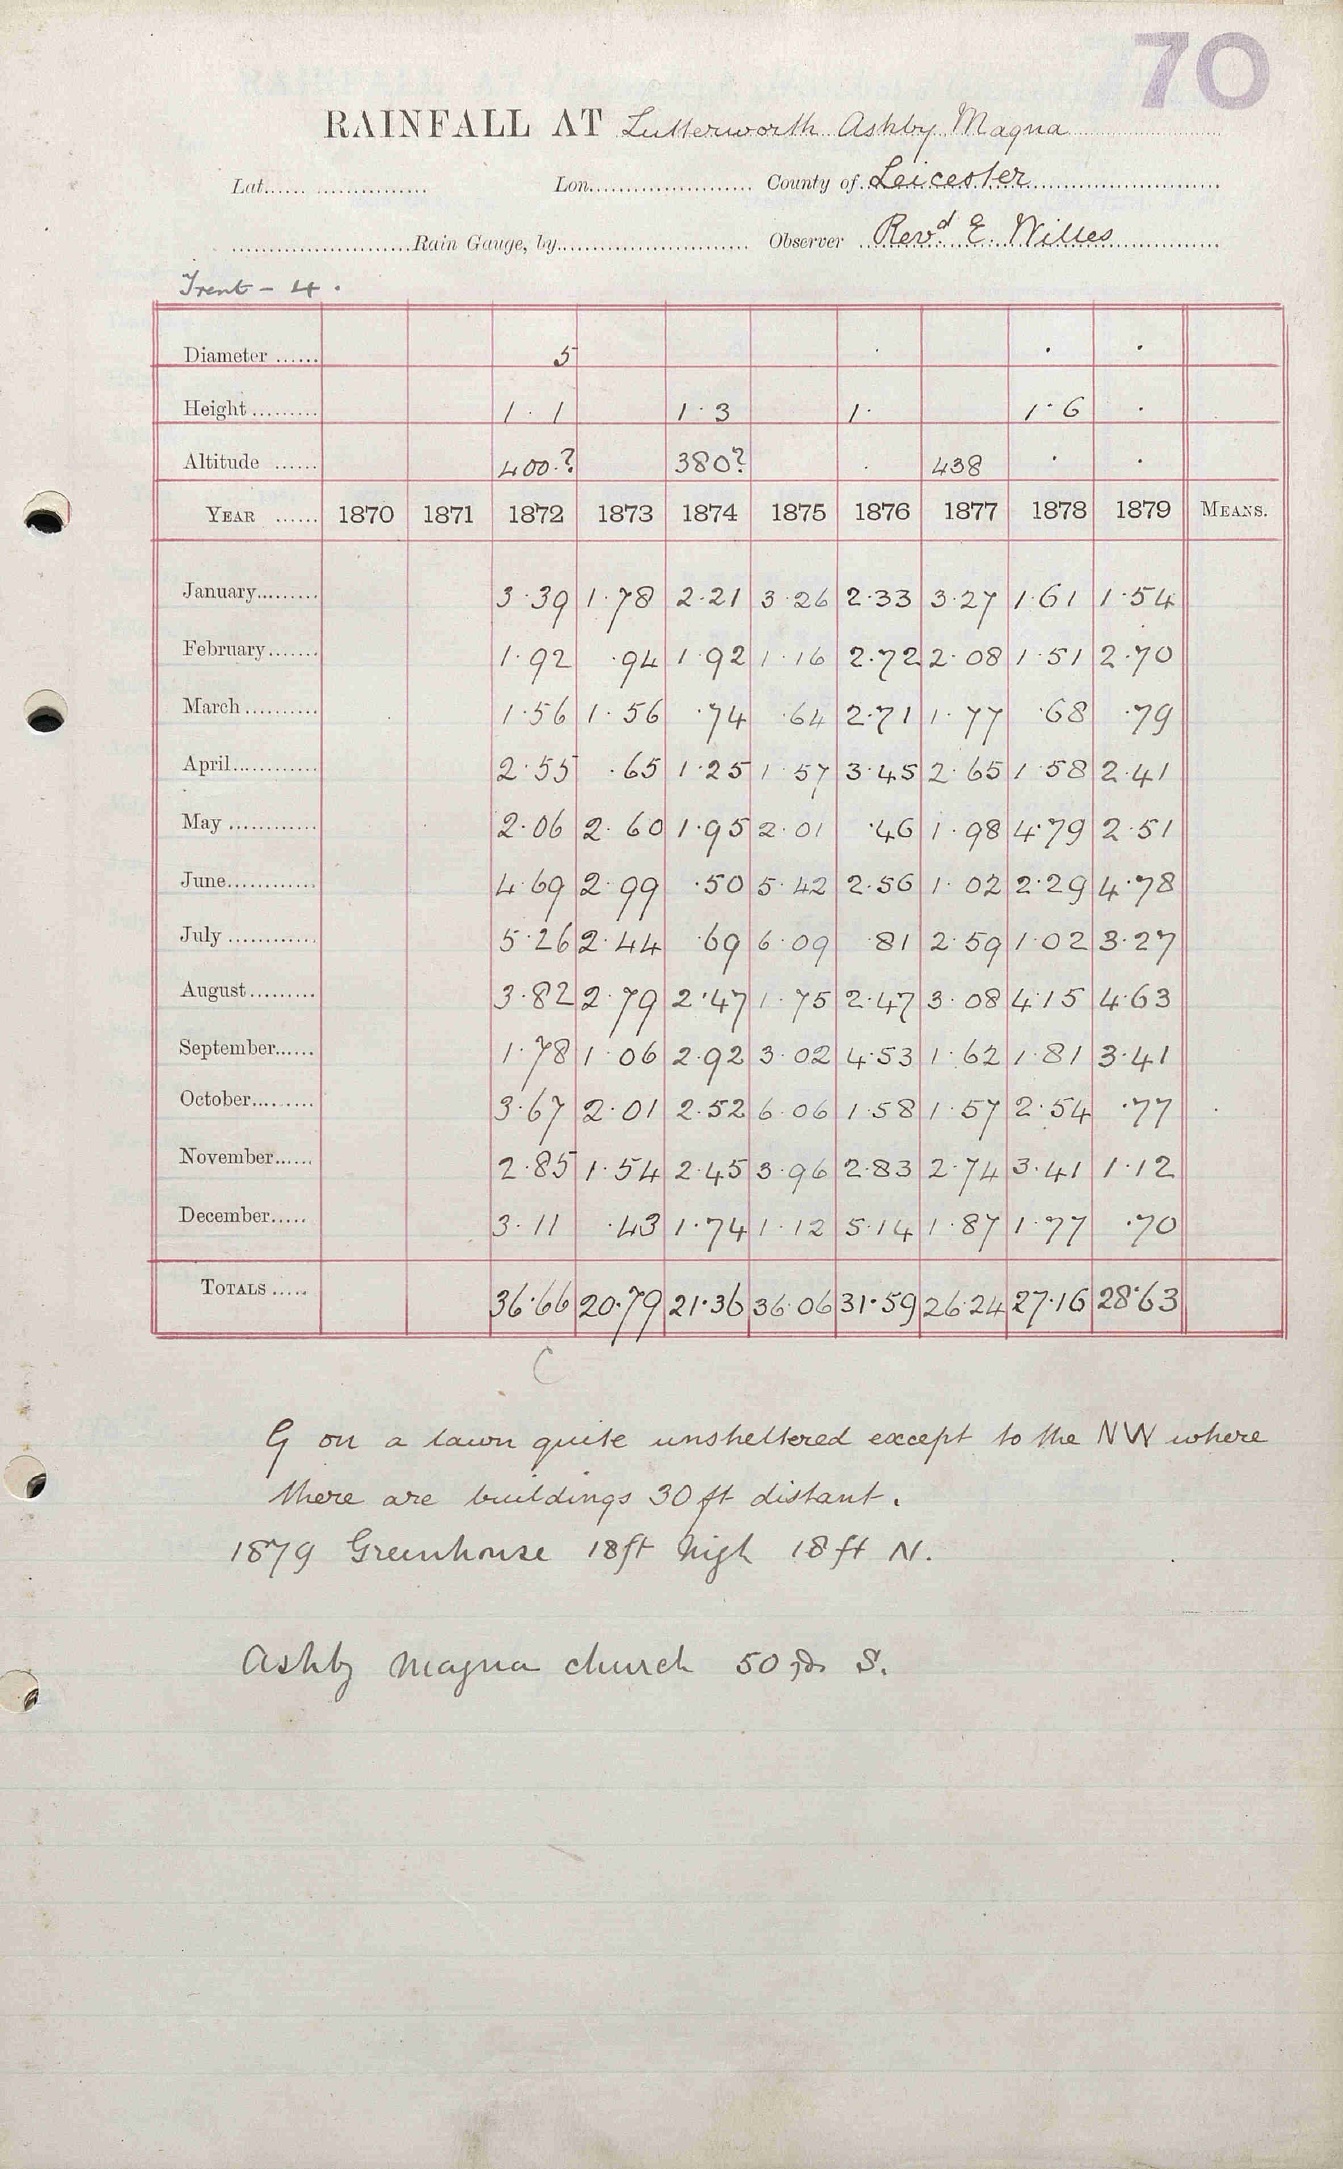 70
RAINFALL AT Lutterworth Ashby Magna
Lat. Lon. County of Leicester
Rain Gauge, by Observer Revd E. Willes
Trent - 4.
Diameter 5 · · ·
Height 1·1 1·3 1· 1·6 ·
Altitude 400? 380? · 438 · ·
YEAR 1870 1871 1872 1873 1874 1875 1876 1877 1878 1879 MEANS.
January 3·39 1·78 2·21 3·26 2·33 3·27 1·61 1·54
February 1·92 ·94 1·92 1·16 2·72 2·08 1·51 2·70
March 1·56 1·56 ·74 ·64 2·71 1·77 ·68 ·79
April 2·55 ·65 1·25 1·57 3·45 2·65 1·58 2·41
May 2·06 2·60 1·95 2·01 ·46 1·98 4·79 2·51
June 4·69 2·99 ·50 5·42 2·56 1·02 2·29 4·78
July 5·26 2·44 ·69 6·09 ·81 2·59 1·02 3·27
August 3·82 2·79 2·47 1·75 2·47 3·08 4·15 4·63
September 1·78 1·06 2·92 3·02 4·53 1·62 1·81 3·41
October 3·67 2·01 2·52 6·06 1·58 1·57 2·54 ·77
November 2·85 1·54 2·45 3·96 2·83 2·74 3·41 1·12
December 3·11 ·43 1·74 1·12 5·14 1·87 1·77 ·70
TOTALS 36·66 20·79 21·36 36·06 31·59 26·24 27·16 28·63
C
G on a lawn quite unsheltered except to the NW where
there are buildings 30 ft distant.
1879 Greenhouse 18ft high 18 ft N.
Ashby Magna church 50 yds S.